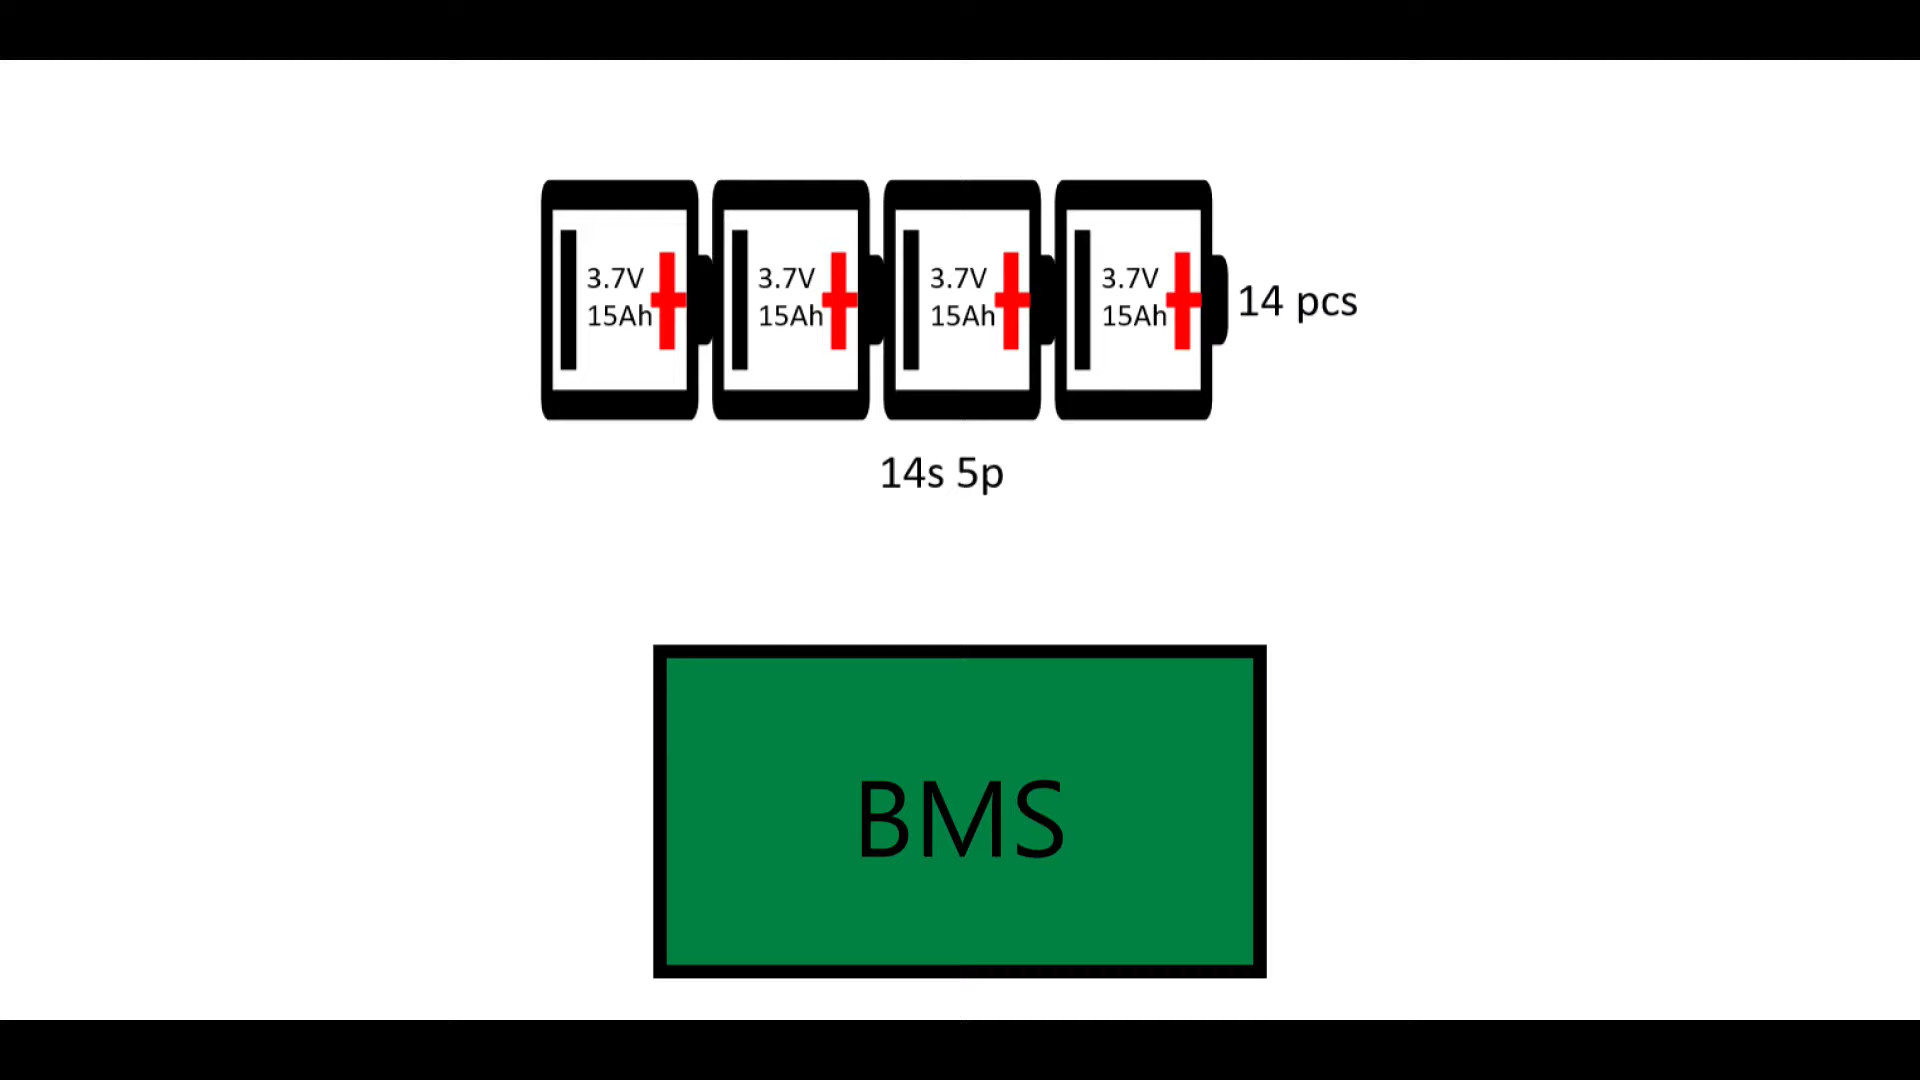 3.7V 3.7V 3.7V 3.7V
15Ah 15Ah 15Ah 15Ah
14 pcs
14s 5p
BMS